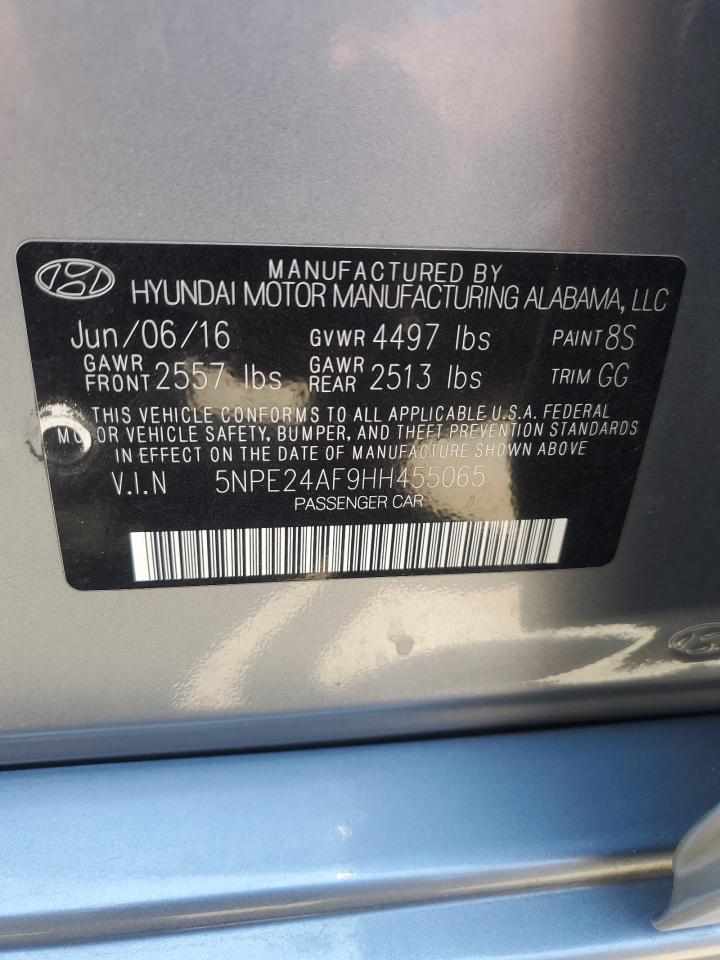 MANUFACTURED BY
HYUNDAI MOTOR MANUFACTURING ALABAMA, LLC
Jun/06/16 GVWR 4497 lbs PAINT 8S
GAWR FRONT 2557 lbs GAWR REAR 2513 lbs TRIM GG
THIS VEHICLE CONFORMS TO ALL APPLICABLE U.S.A. FEDERAL
MOTOR VEHICLE SAFETY, BUMPER, AND THEFT PREVENTION STANDARDS
IN EFFECT ON THE DATE OF MANUFACTURE SHOWN ABOVE
V.I.N 5NPE24AF9HH455065
PASSENGER CAR